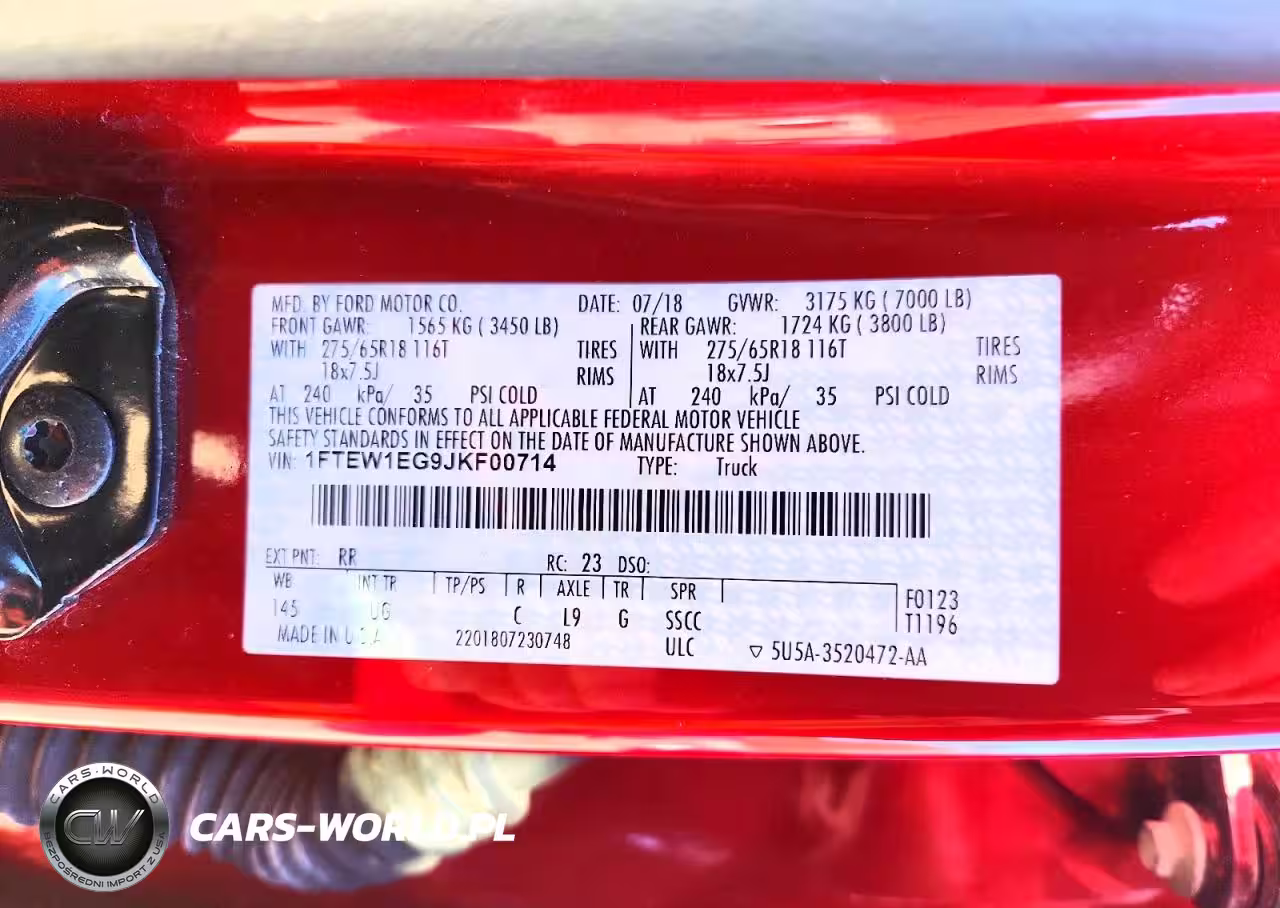 MFD. BY FORD MOTOR CO. DATE: 07/18 GVWR: 3175 KG ( 7000 LB)
FRONT GAWR: 1565 KG ( 3450 LB) REAR GAWR: 1724 KG ( 3800 LB)
WITH 275/65R18 116T TIRES WITH 275/65R18 116T TIRES
18x7.5J RIMS 18x7.5J RIMS
AT 240 kPa/ 35 PSI COLD AT 240 kPa/ 35 PSI COLD
THIS VEHICLE CONFORMS TO ALL APPLICABLE FEDERAL MOTOR VEHICLE
SAFETY STANDARDS IN EFFECT ON THE DATE OF MANUFACTURE SHOWN ABOVE.
VIN: 1FTEW1EG9JKF00714 TYPE: Truck
EXT PNT: RR RC: 23 DSO:
WB INT TR TP/PS R AXLE TR SPR F0123
145 UG C L9 G SSCC T1196
MADE IN U.S.A 2201807230748 ULC ▽ 5U5A-3520472-AA
CARS-WORLD
CW
BEZPOŚREDNI IMPORT Z USA
CARS-WORLD.PL